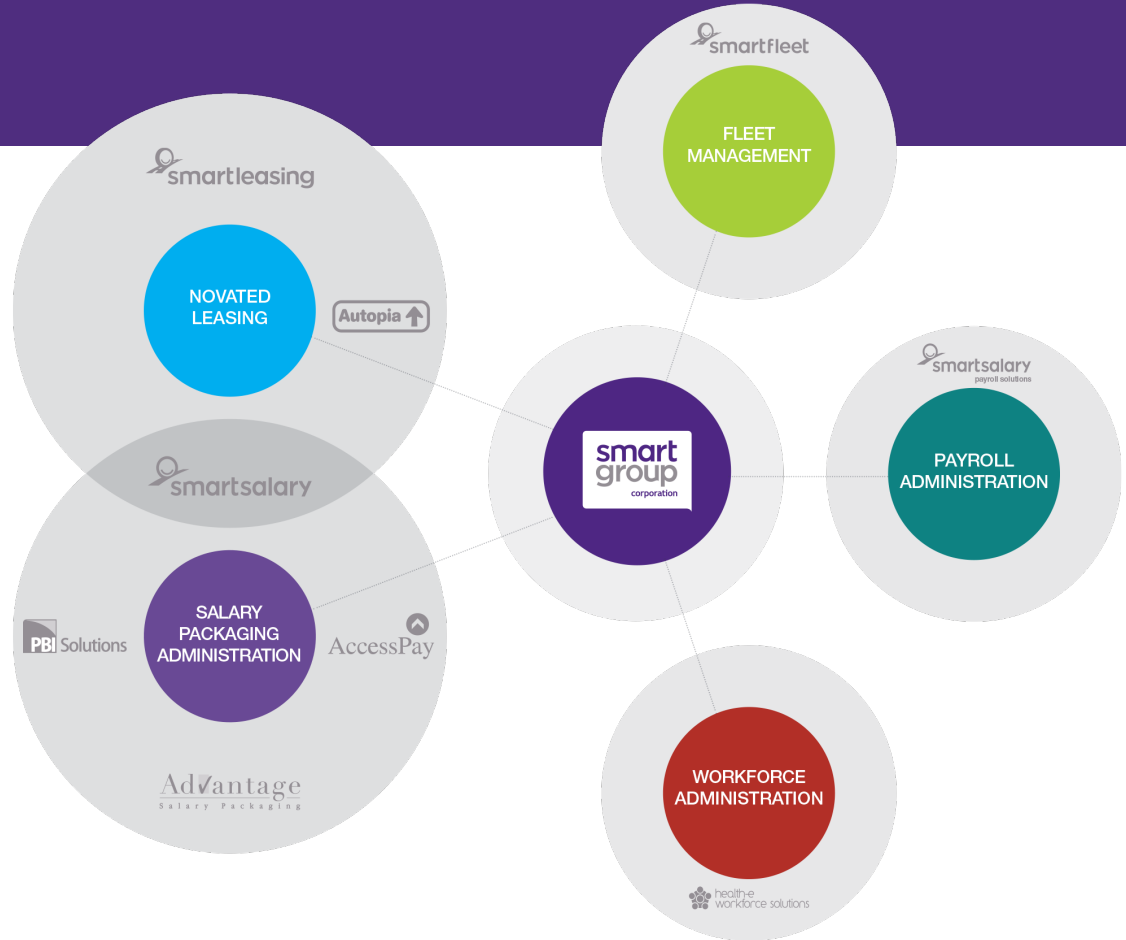 smartfleet
FLEET
MANAGEMENT
smartleasing
NOVATED
LEASING
Autopia
smartsalary
payroll solutions
PAYROLL
ADMINISTRATION
smart
group
corporation
smartsalary
SALARY
PACKAGING
ADMINISTRATION
PBI Solutions
AccessPay
Advantage
Salary Packaging
WORKFORCE
ADMINISTRATION
health-e
workforce solutions